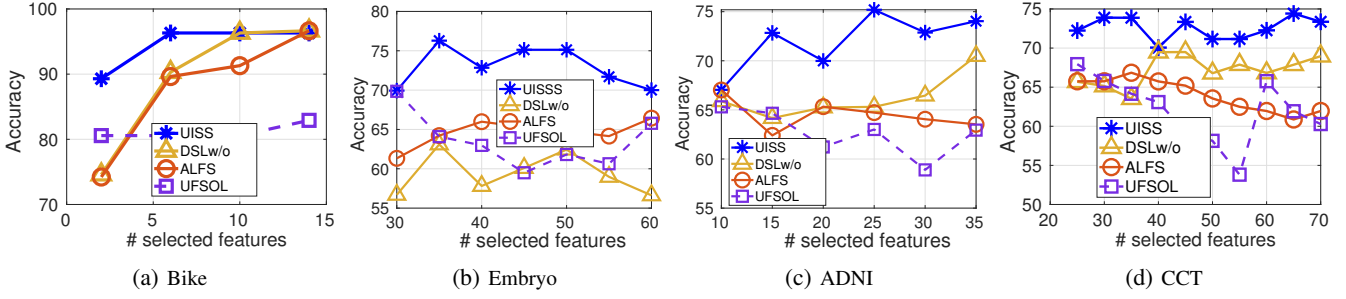 100
90
80
70
0
5
10
15
Accuracy
# selected features
UISS
DSLw/o
ALFS
UFSOL
(a) Bike
80
75
70
65
60
55
30
40
50
60
Accuracy
# selected features
UISSS
DSLw/o
ALFS
UFSOL
(b) Embryo
75
70
65
60
55
10
15
20
25
30
35
Accuracy
# selected features
UISS
DSLw/o
ALFS
UFSOL
(c) ADNI
75
70
65
60
55
50
20
30
40
50
60
70
Accuracy
# selected features
UISS
DSLw/o
ALFS
UFSOL
(d) CCT